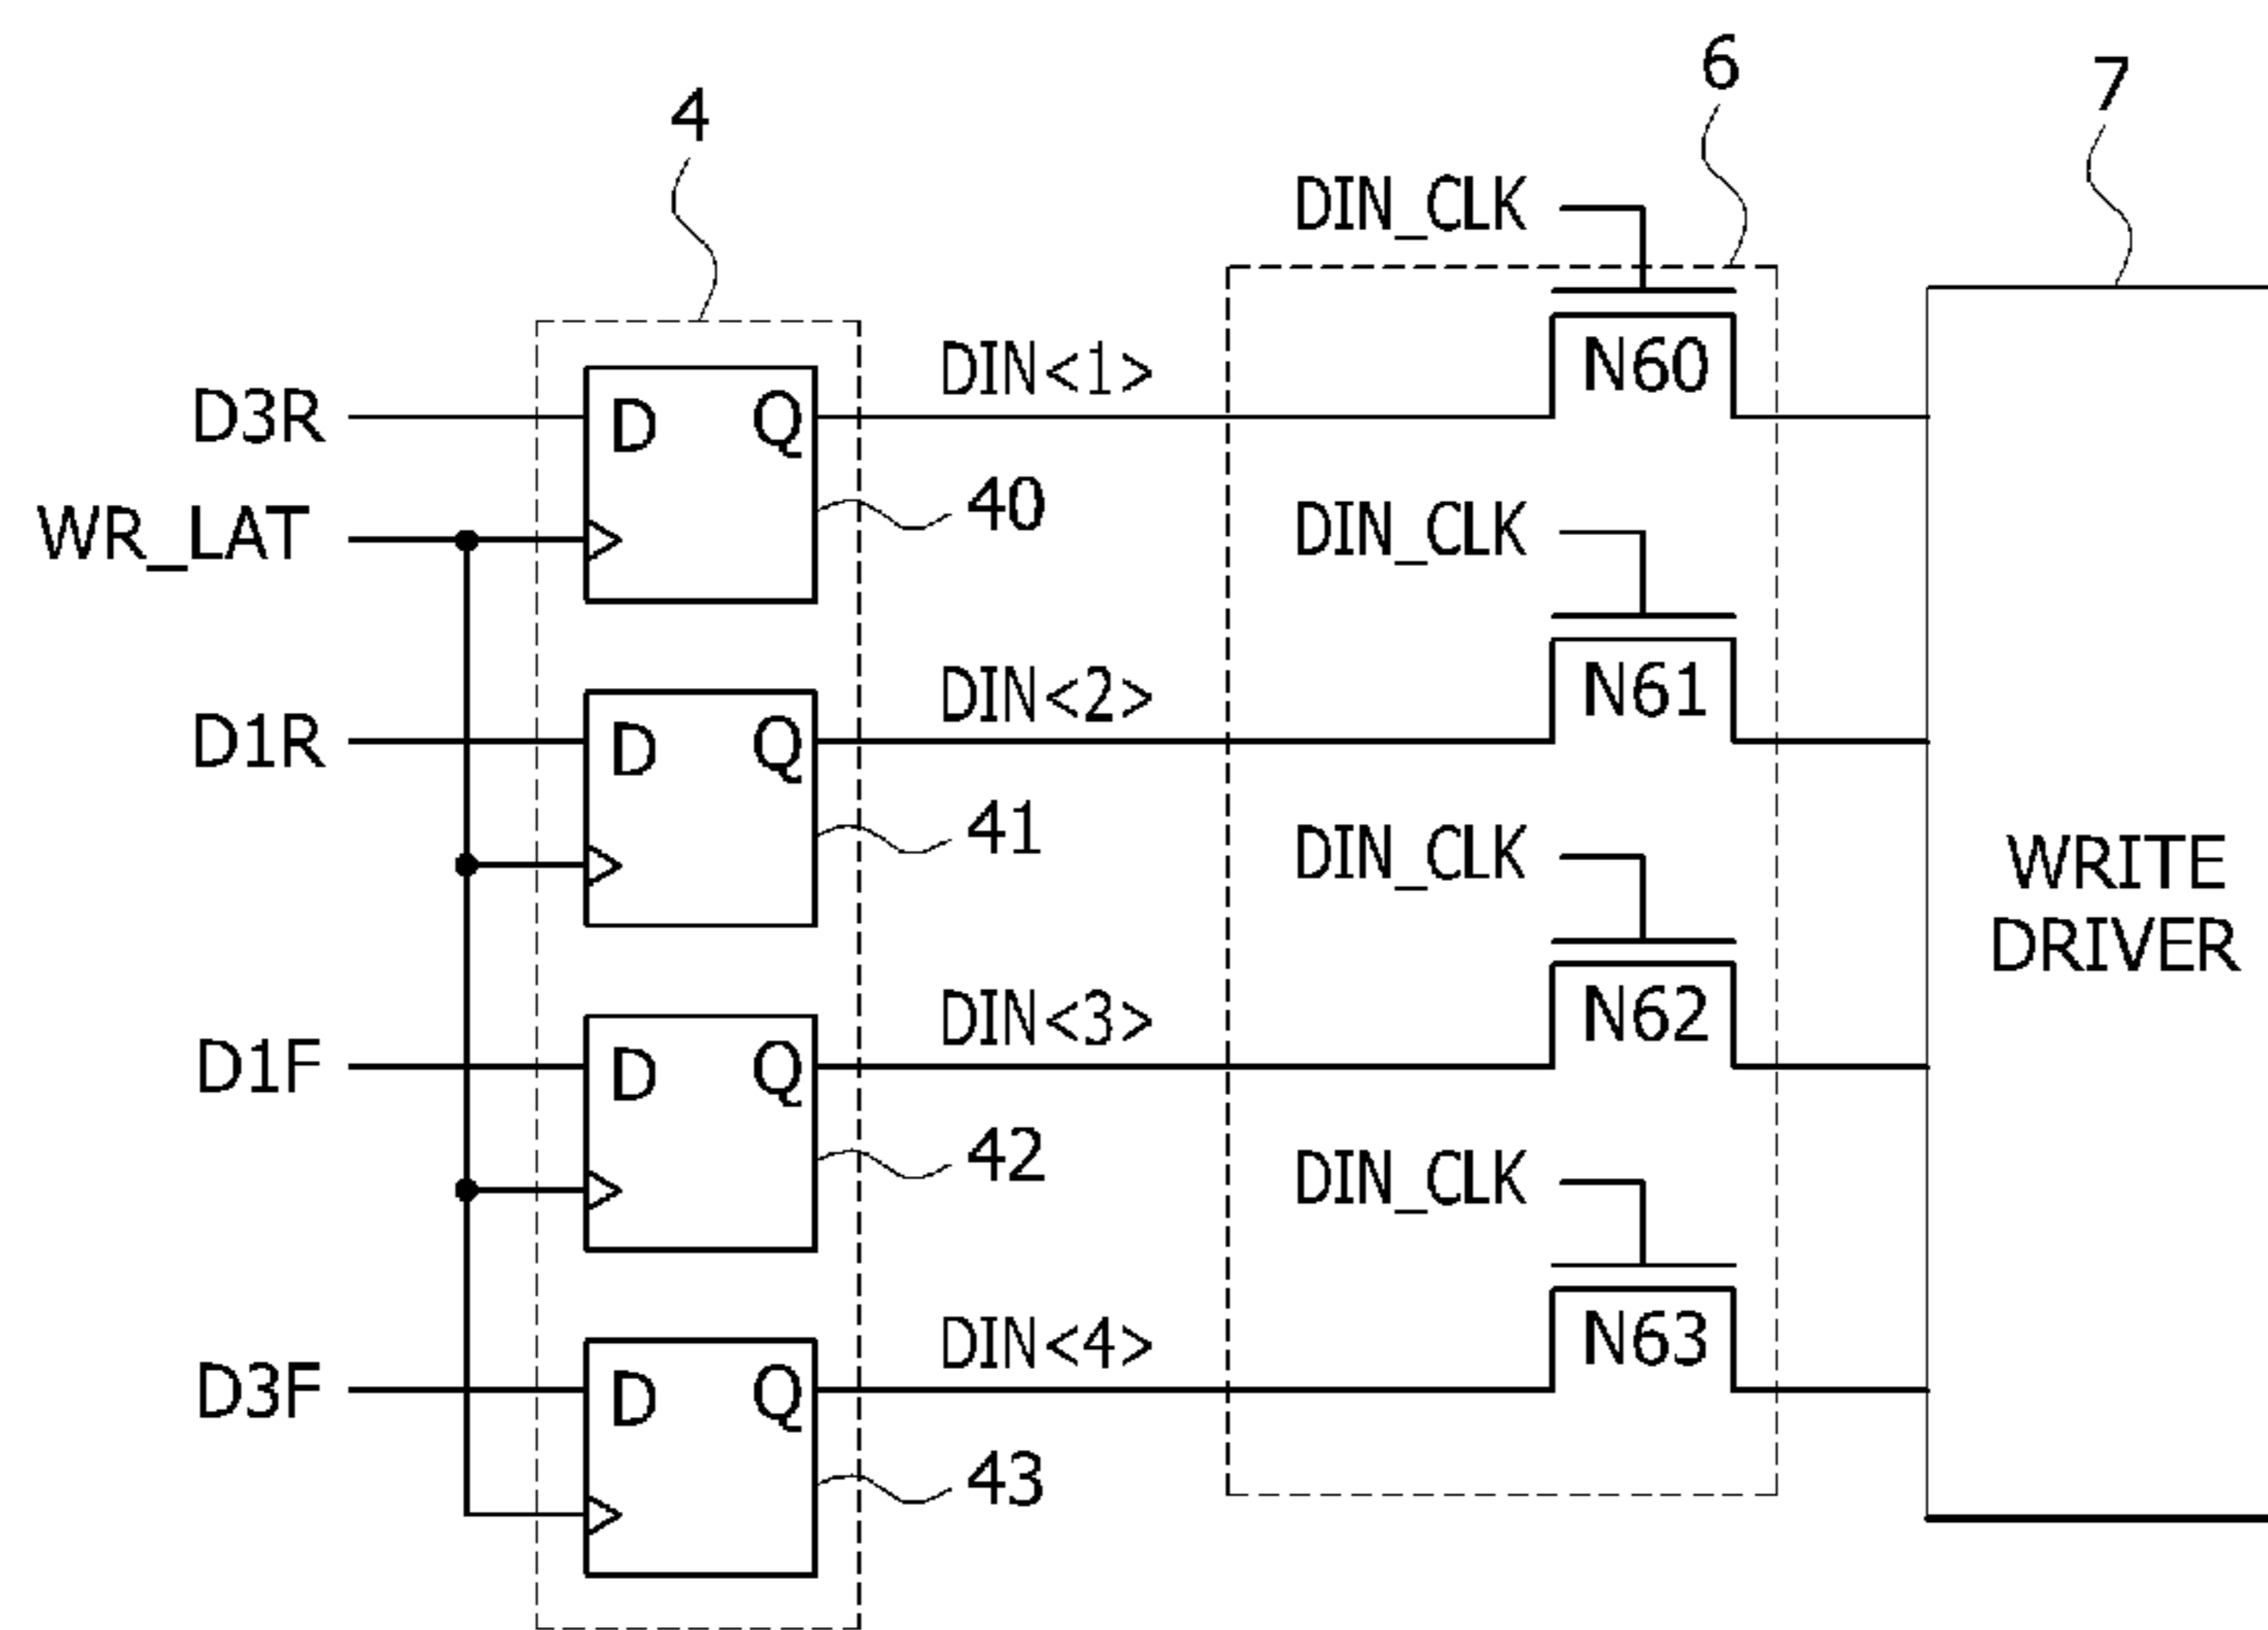 6
7
4
DIN_CLK
DIN<1>
N60
D3R
D Q
40
WR_LAT
DIN_CLK
DIN<2>
N61
D1R
D Q
41
DIN_CLK
WRITE
DRIVER
DIN<3>
N62
D1F
D Q
42
DIN_CLK
DIN<4>
N63
D3F
D Q
43